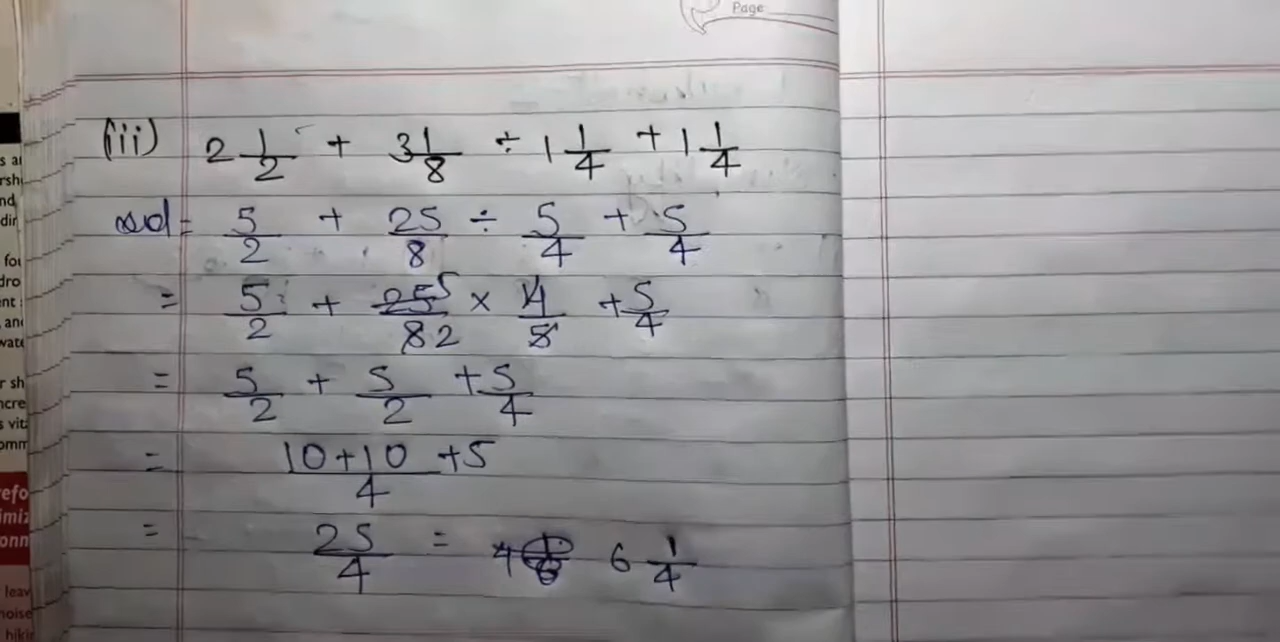 Page
(iii) 2 1/2 + 3 1/8 ÷ 1 1/4 + 1 1/4
sol = 5/2 + 25/8 ÷ 5/4 + 5/4
= 5/2 + 25 5/8 2 × 4/5 + 5/4
= 5/2 + 5/2 + 5/4
= 10+10+5/4
= 25/4 = 6 1/4